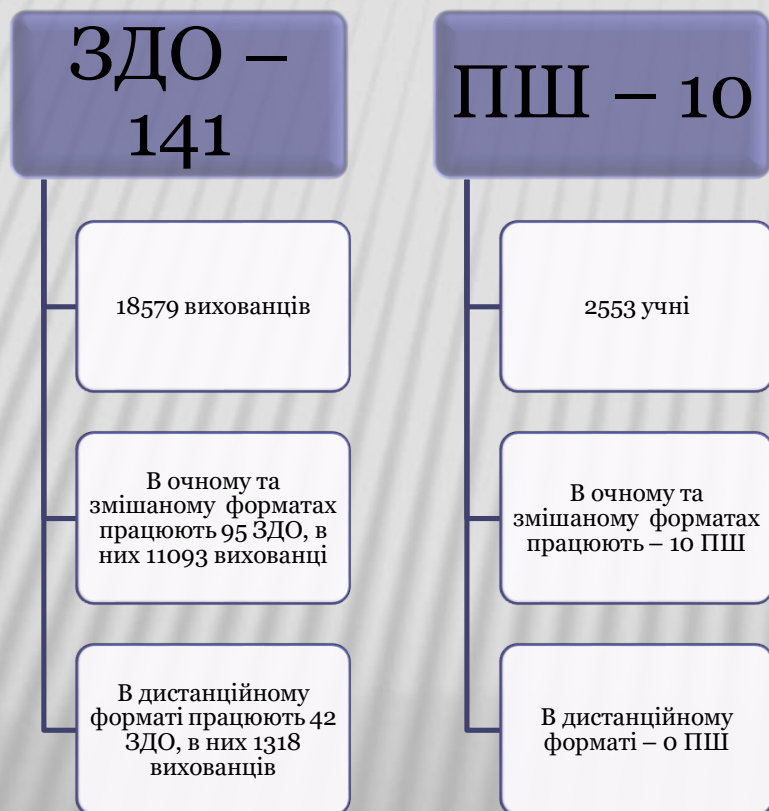 ЗДО –
141
18579 вихованців
В очному та
змішаному форматах
працюють 95 ЗДО, в
них 11093 вихованці
В дистанційному
форматі працюють 42
ЗДО, в них 1318
вихованців
ПШ – 10
2553 учні
В очному та
змішаному форматах
працюють – 10 ПШ
В дистанційному
форматі – 0 ПШ